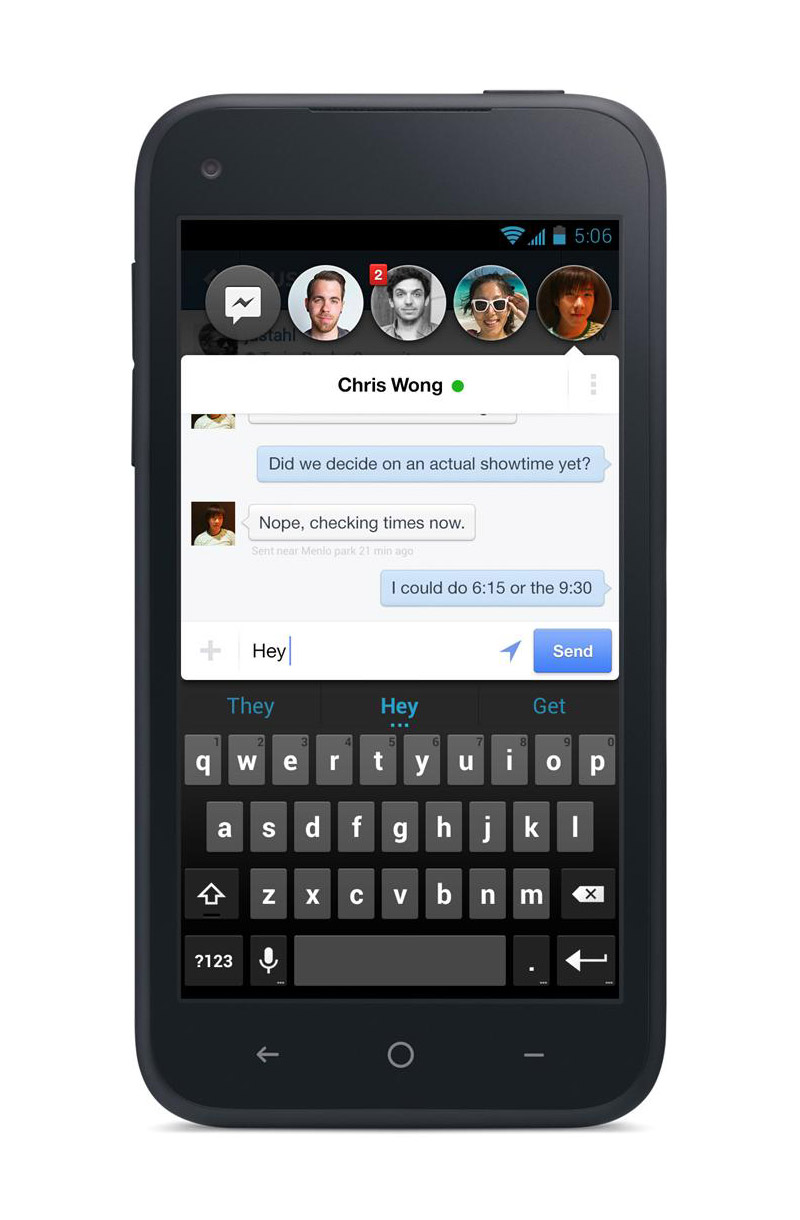 5:06
2
Chris Wong
Did we decide on an actual showtime yet?
Nope, checking times now.
Sent near Menlo park 21 min ago
I could do 6:15 or the 9:30
Hey
Send
They Hey Get
1 2 3 4 5 6 7 8 9 0
q w e r t y u i o p
a s d f g h j k l
z x c v b n m
?123 .